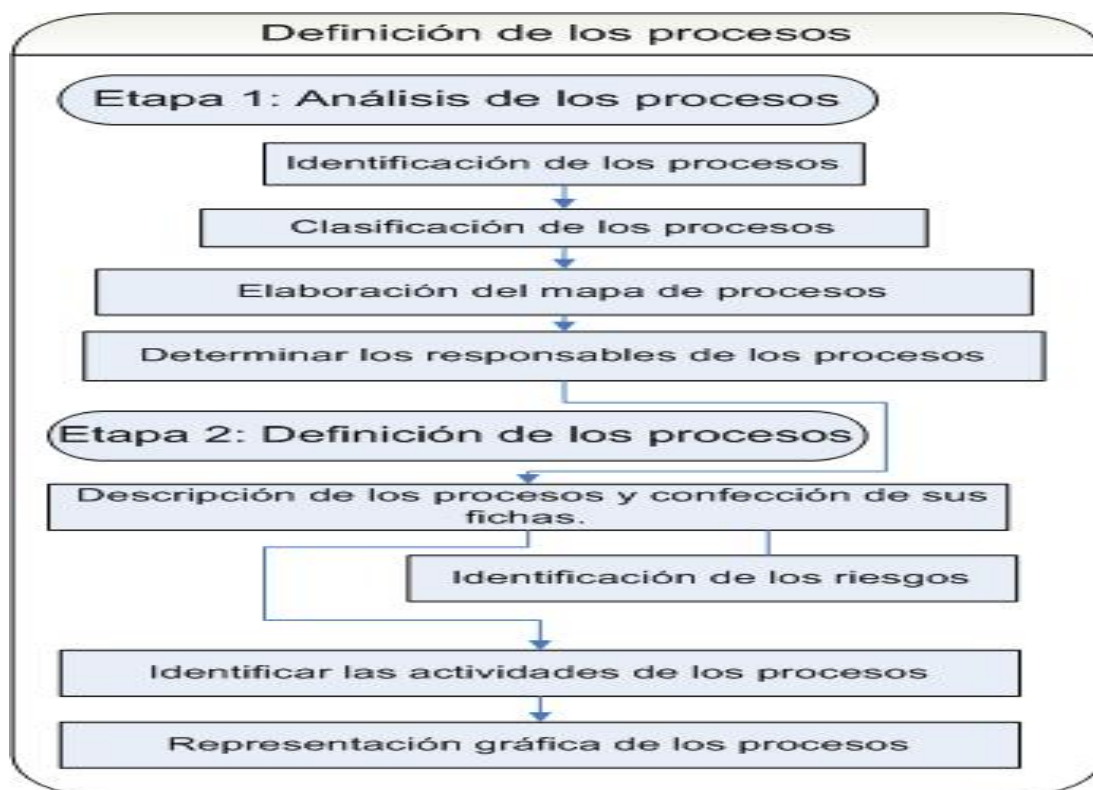 Definición de los procesos
Etapa 1: Análisis de los procesos
Identificación de los procesos
Clasificación de los procesos
Elaboración del mapa de procesos
Determinar los responsables de los procesos
Etapa 2: Definición de los procesos
Descripción de los procesos y confección de sus
fichas.
Identificación de los riesgos
Identificar las actividades de los procesos
Representación gráfica de los procesos